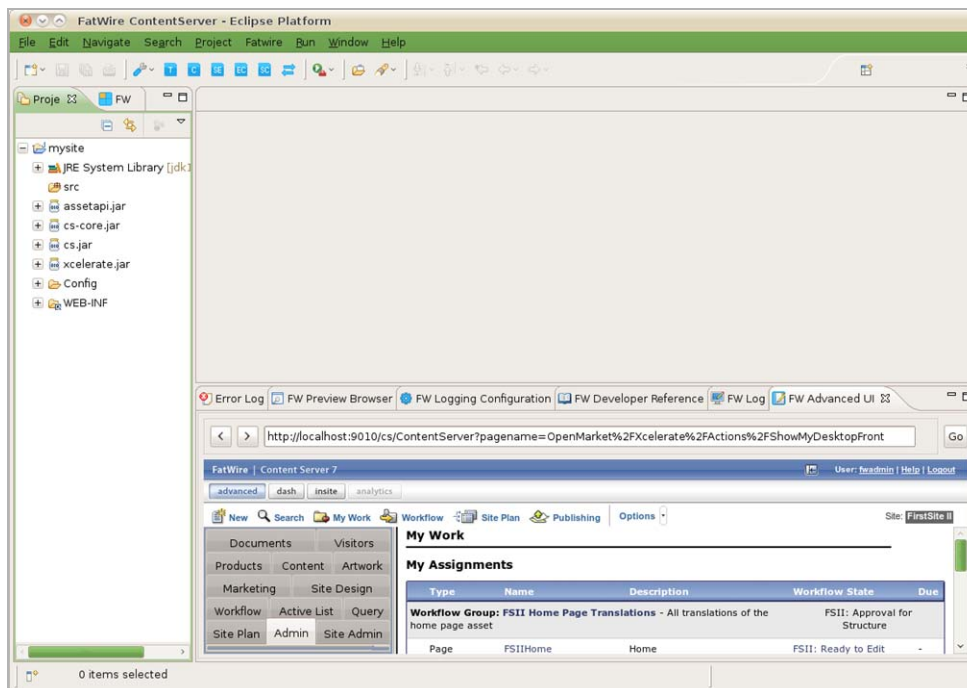 FatWire ContentServer - Eclipse Platform
File Edit Navigate Search Project Fatwire Run Window Help
T C SE EC SC
Proje FW
mysite
JRE System Library [jdk1
src
assetapi.jar
cs-core.jar
cs.jar
xcelerate.jar
Config
WEB-INF
Error Log FW Preview Browser FW Logging Configuration FW Developer Reference FW Log FW Advanced UI
http://localhost:9010/cs/ContentServer?pagename=OpenMarket%2FXcelerate%2FActions%2FShowMyDesktopFront Go
FatWire | Content Server 7 User: fwadmin | Help | Logout
advanced dash insite analytics
New Search My Work Workflow Site Plan Publishing Options Site: FirstSite II
Documents Visitors
Products Content Artwork
Marketing Site Design
Workflow Active List Query
Site Plan Admin Site Admin
My Work
My Assignments
Type Name Description Workflow State Due
Workflow Group: FSII Home Page Translations - All translations of the
home page asset
FSII: Approval for
Structure
Page FSIIHome Home FSII: Ready to Edit -
0 items selected